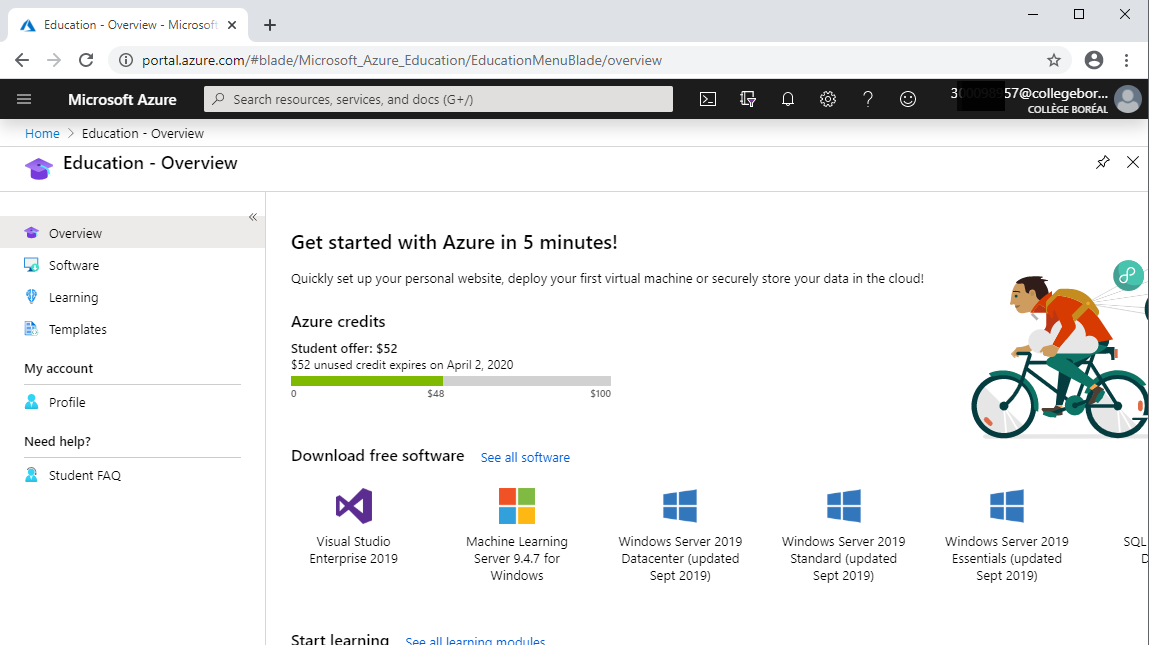 Education - Overview - Microsoft
portal.azure.com/#blade/Microsoft_Azure_Education/EducationMenuBlade/overview
Microsoft Azure
Search resources, services, and docs (G+/)
57@collegebor...
COLLÈGE BORÉAL
Home > Education - Overview
Education - Overview
«
Overview
Software
Learning
Templates
My account
Profile
Need help?
Student FAQ
Get started with Azure in 5 minutes!
Quickly set up your personal website, deploy your first virtual machine or securely store your data in the cloud!
Azure credits
Student offer: $52
$52 unused credit expires on April 2, 2020
0 $48 $100
Download free software See all software
Visual Studio
Enterprise 2019
Machine Learning
Server 9.4.7 for
Windows
Windows Server 2019
Datacenter (updated
Sept 2019)
Windows Server 2019
Standard (updated
Sept 2019)
Windows Server 2019
Essentials (updated
Sept 2019)
SQL
Start learning See all learning modules